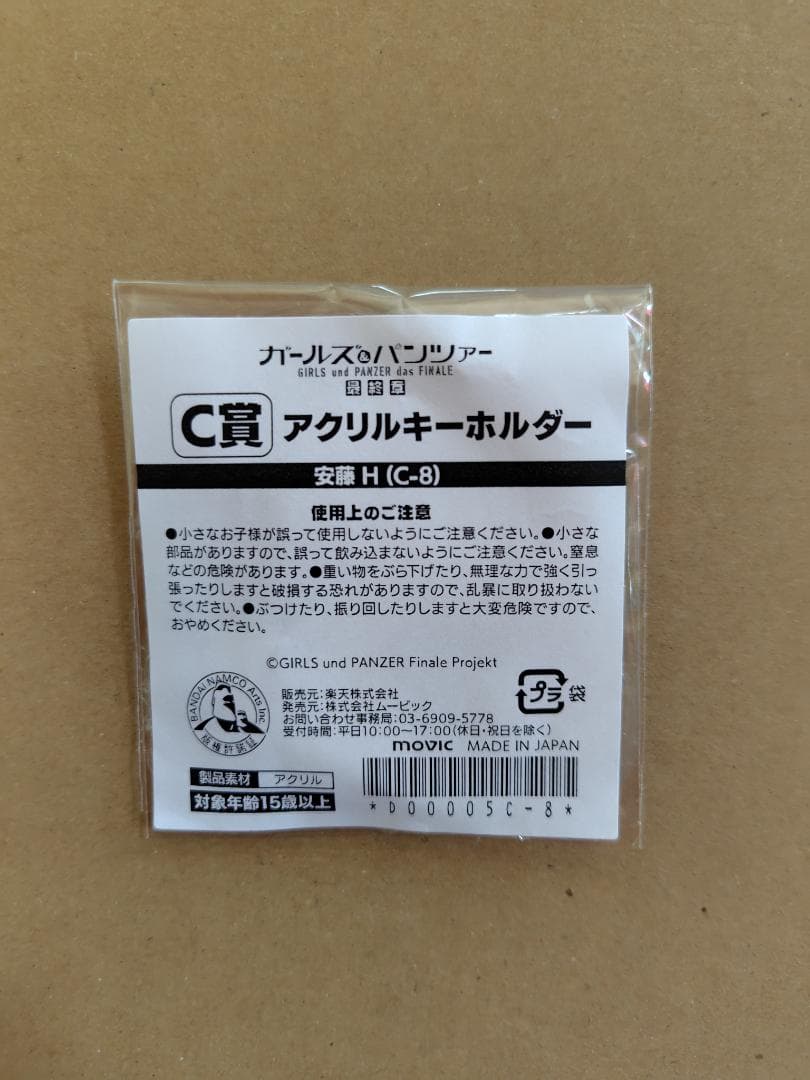 ガールズ&パンツァー
GIRLS und PANZER das FINALE
最終章
C賞 アクリルキーホルダー
安藤 H (C-8)
使用上のご注意
●小さなお子様が誤って使用しないようにご注意ください。●小さな
部品がありますので、誤って飲み込まないようにご注意ください。窒息
などの危険があります。●重い物をぶら下げたり、無理な力で強く引っ
張ったりしますと破損する恐れがありますので、乱暴に取り扱わない
でください。●ぶつけたり、振り回したりしますと大変危険ですので、
おやめください。
©GIRLS und PANZER Finale Projekt
BANDAI NAMCO Arts Inc.
版権許諾証
販売元:楽天株式会社
発売元:株式会社ムービック
お問い合わせ事務局:03-6909-5778
受付時間:平日10:00~17:00(休日・祝日を除く)
プラ 袋
movic MADE IN JAPAN
製品素材 アクリル
対象年齢15歳以上
*D00005C-8*